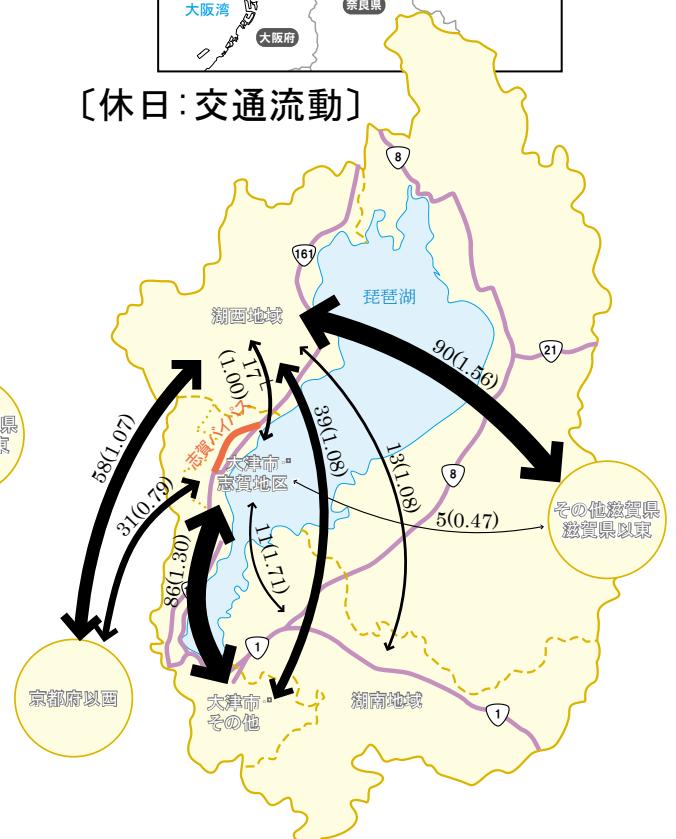 大阪湾
奈良県
大阪府
〔休日:交通流動〕
8
161
琵琶湖
湖西地域
21
90(1.56)
17
(1.00)
県
東
志賀バイパス
39(1.08)
58(1.07)
13(1.08)
大津市・
志賀地区
8
31(0.79)
5(0.47)
その他滋賀県
滋賀県以東
11(1.71)
86(1.30)
1
京都府以西
大津市・
その他
湖南地域
1